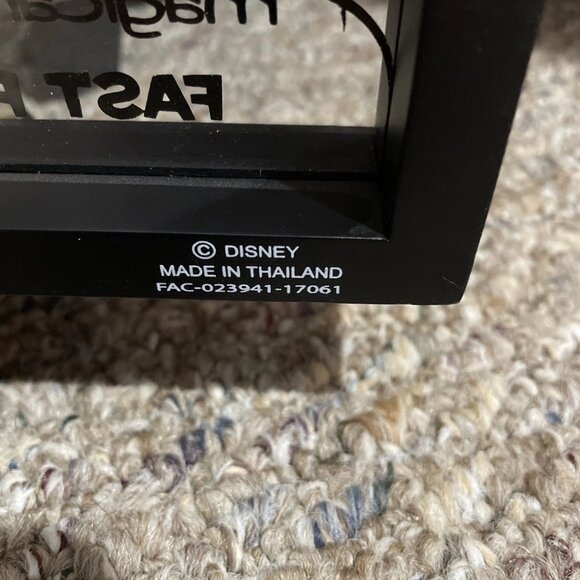 magical
FAST
© DISNEY
MADE IN THAILAND
FAC-023941-17061